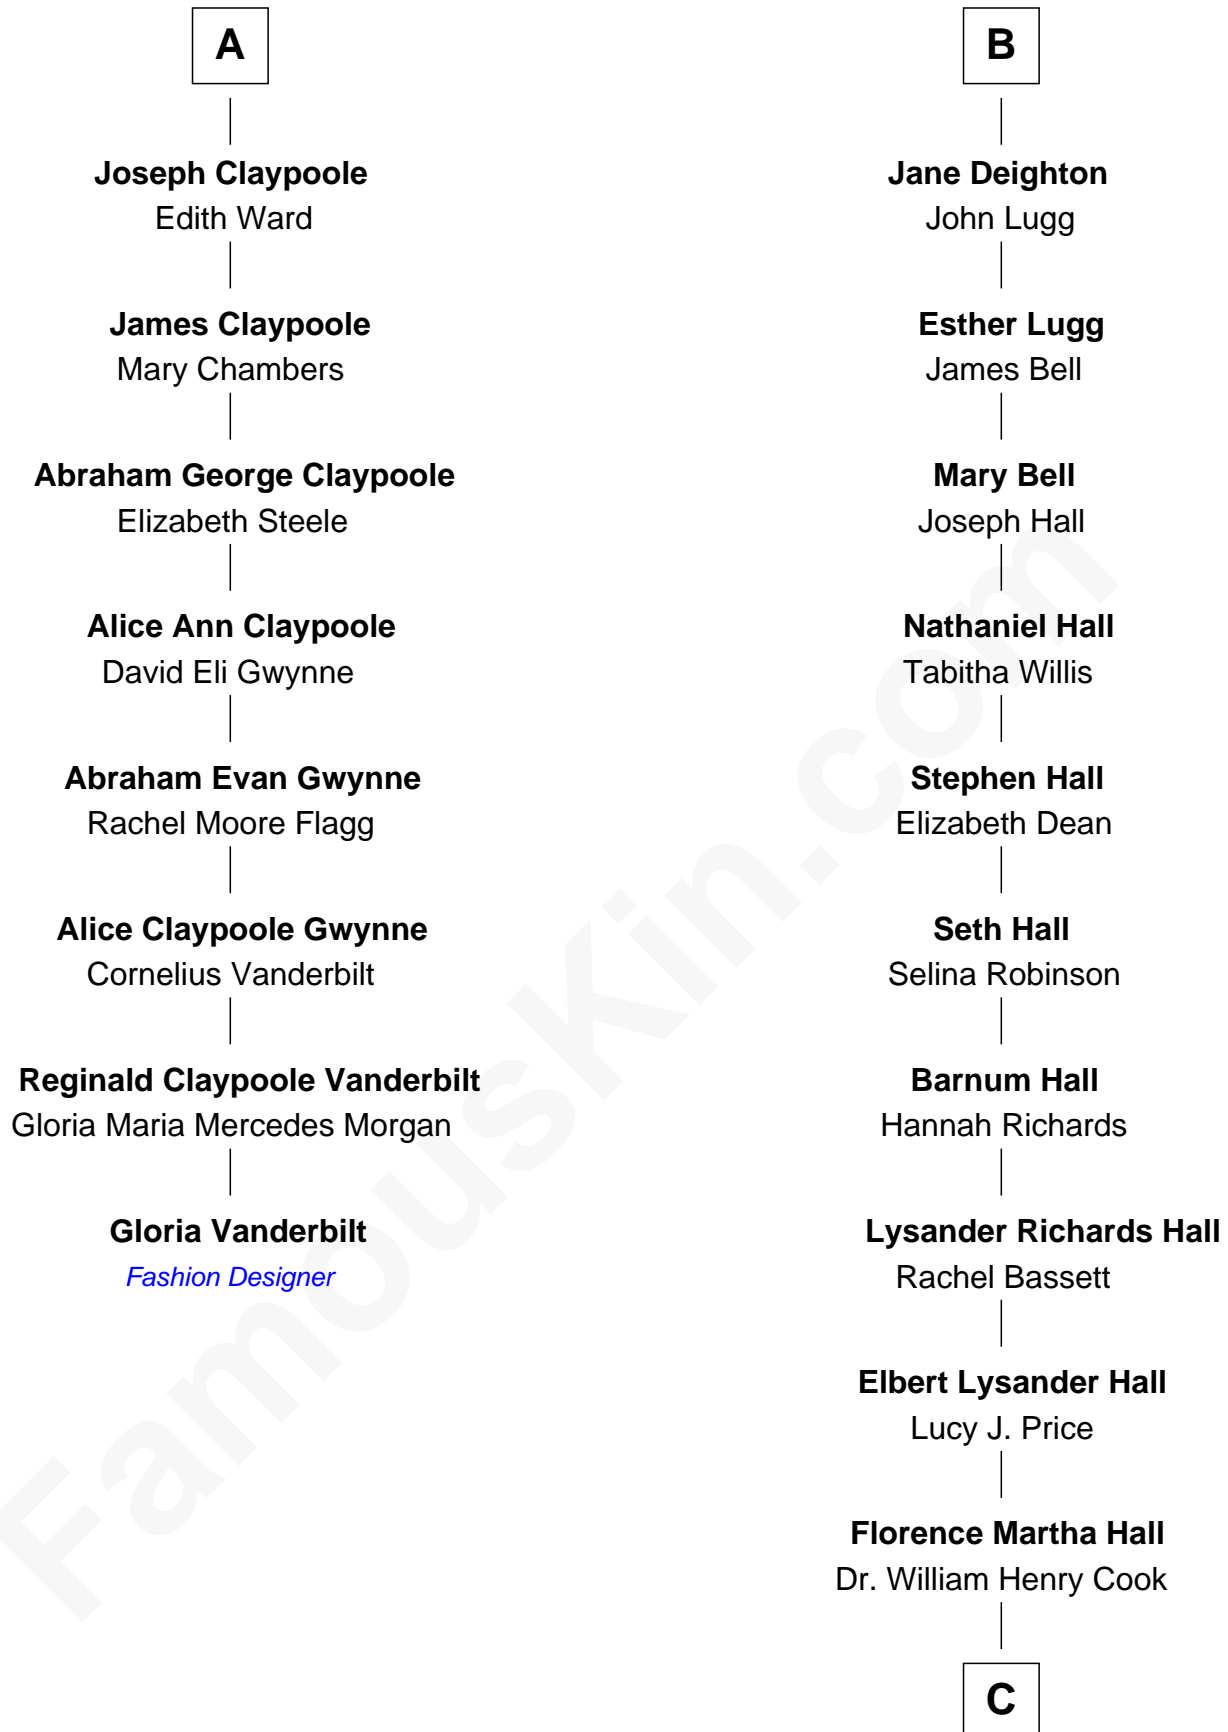 A
Joseph Claypoole
Edith Ward
James Claypoole
Mary Chambers
Abraham George Claypoole
Elizabeth Steele
Alice Ann Claypoole
David Eli Gwynne
Abraham Evan Gwynne
Rachel Moore Flagg
Alice Claypoole Gwynne
Cornelius Vanderbilt
Reginald Claypoole Vanderbilt
Gloria Maria Mercedes Morgan
Gloria Vanderbilt
Fashion Designer
B
Jane Deighton
John Lugg
Esther Lugg
James Bell
Mary Bell
Joseph Hall
Nathaniel Hall
Tabitha Willis
Stephen Hall
Elizabeth Dean
Seth Hall
Selina Robinson
Barnum Hall
Hannah Richards
Lysander Richards Hall
Rachel Bassett
Elbert Lysander Hall
Lucy J. Price
Florence Martha Hall
Dr. William Henry Cook
C
FamousKin.com